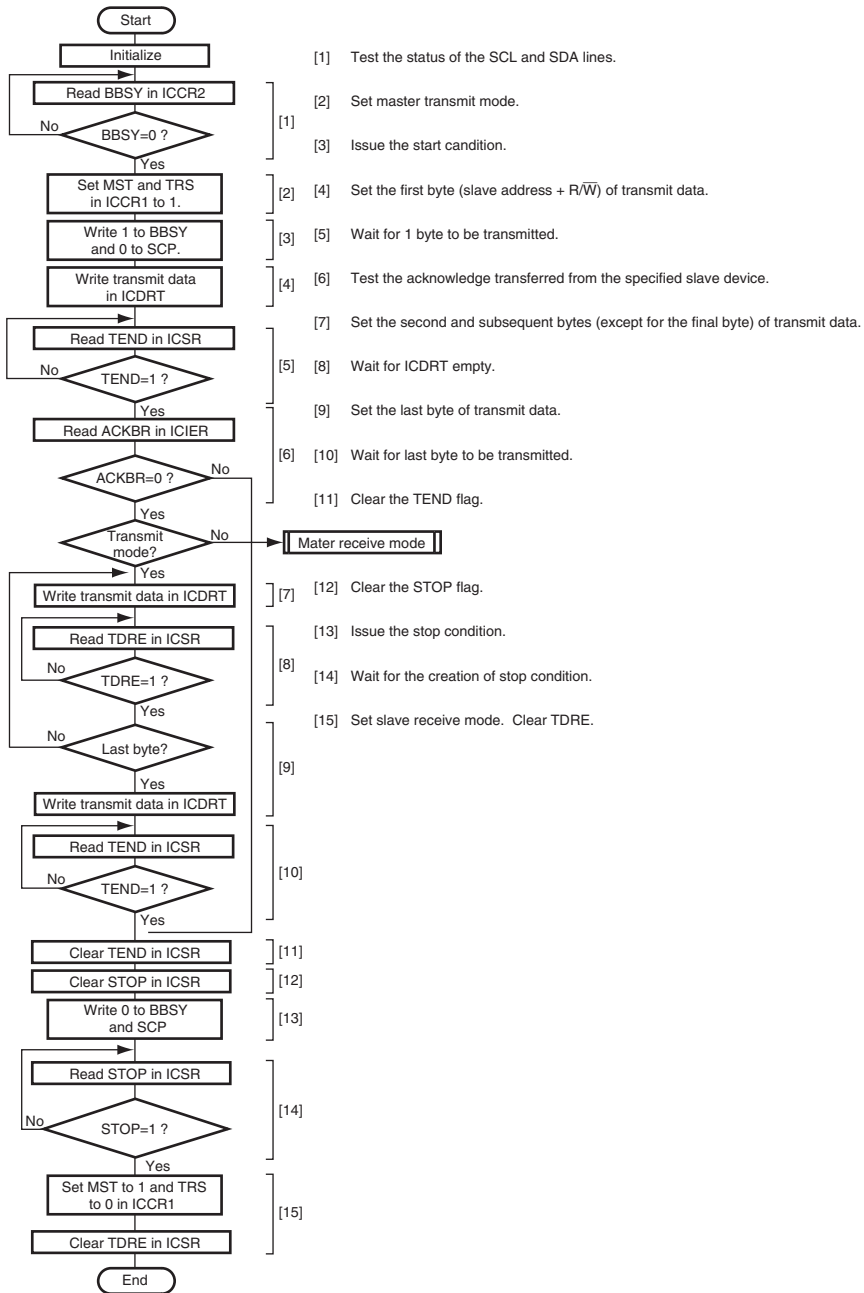 Start
Initialize
Read BBSY in ICCR2
No
BBSY=0 ?
[1]
Yes
Set MST and TRS
in ICCR1 to 1.
[2]
Write 1 to BBSY
and 0 to SCP.
[3]
Write transmit data
in ICDRT
[4]
Read TEND in ICSR
No
TEND=1 ?
[5]
Yes
Read ACKBR in ICIER
[6]
No
ACKBR=0 ?
Yes
Transmit
mode?
No
Mater receive mode
Yes
Write transmit data in ICDRT
[7]
Read TDRE in ICSR
[8]
No
TDRE=1 ?
Yes
No
Last byte?
[9]
Yes
Write transmit data in ICDRT
Read TEND in ICSR
[10]
No
TEND=1 ?
Yes
Clear TEND in ICSR
[11]
Clear STOP in ICSR
[12]
Write 0 to BBSY
and SCP
[13]
Read STOP in ICSR
[14]
No
STOP=1 ?
Yes
Set MST to 1 and TRS
to 0 in ICCR1
[15]
Clear TDRE in ICSR
End
[1] Test the status of the SCL and SDA lines.
[2] Set master transmit mode.
[3] Issue the start candition.
[4] Set the first byte (slave address + R/W̅) of transmit data.
[5] Wait for 1 byte to be transmitted.
[6] Test the acknowledge transferred from the specified slave device.
[7] Set the second and subsequent bytes (except for the final byte) of transmit data.
[8] Wait for ICDRT empty.
[9] Set the last byte of transmit data.
[10] Wait for last byte to be transmitted.
[11] Clear the TEND flag.
[12] Clear the STOP flag.
[13] Issue the stop condition.
[14] Wait for the creation of stop condition.
[15] Set slave receive mode. Clear TDRE.